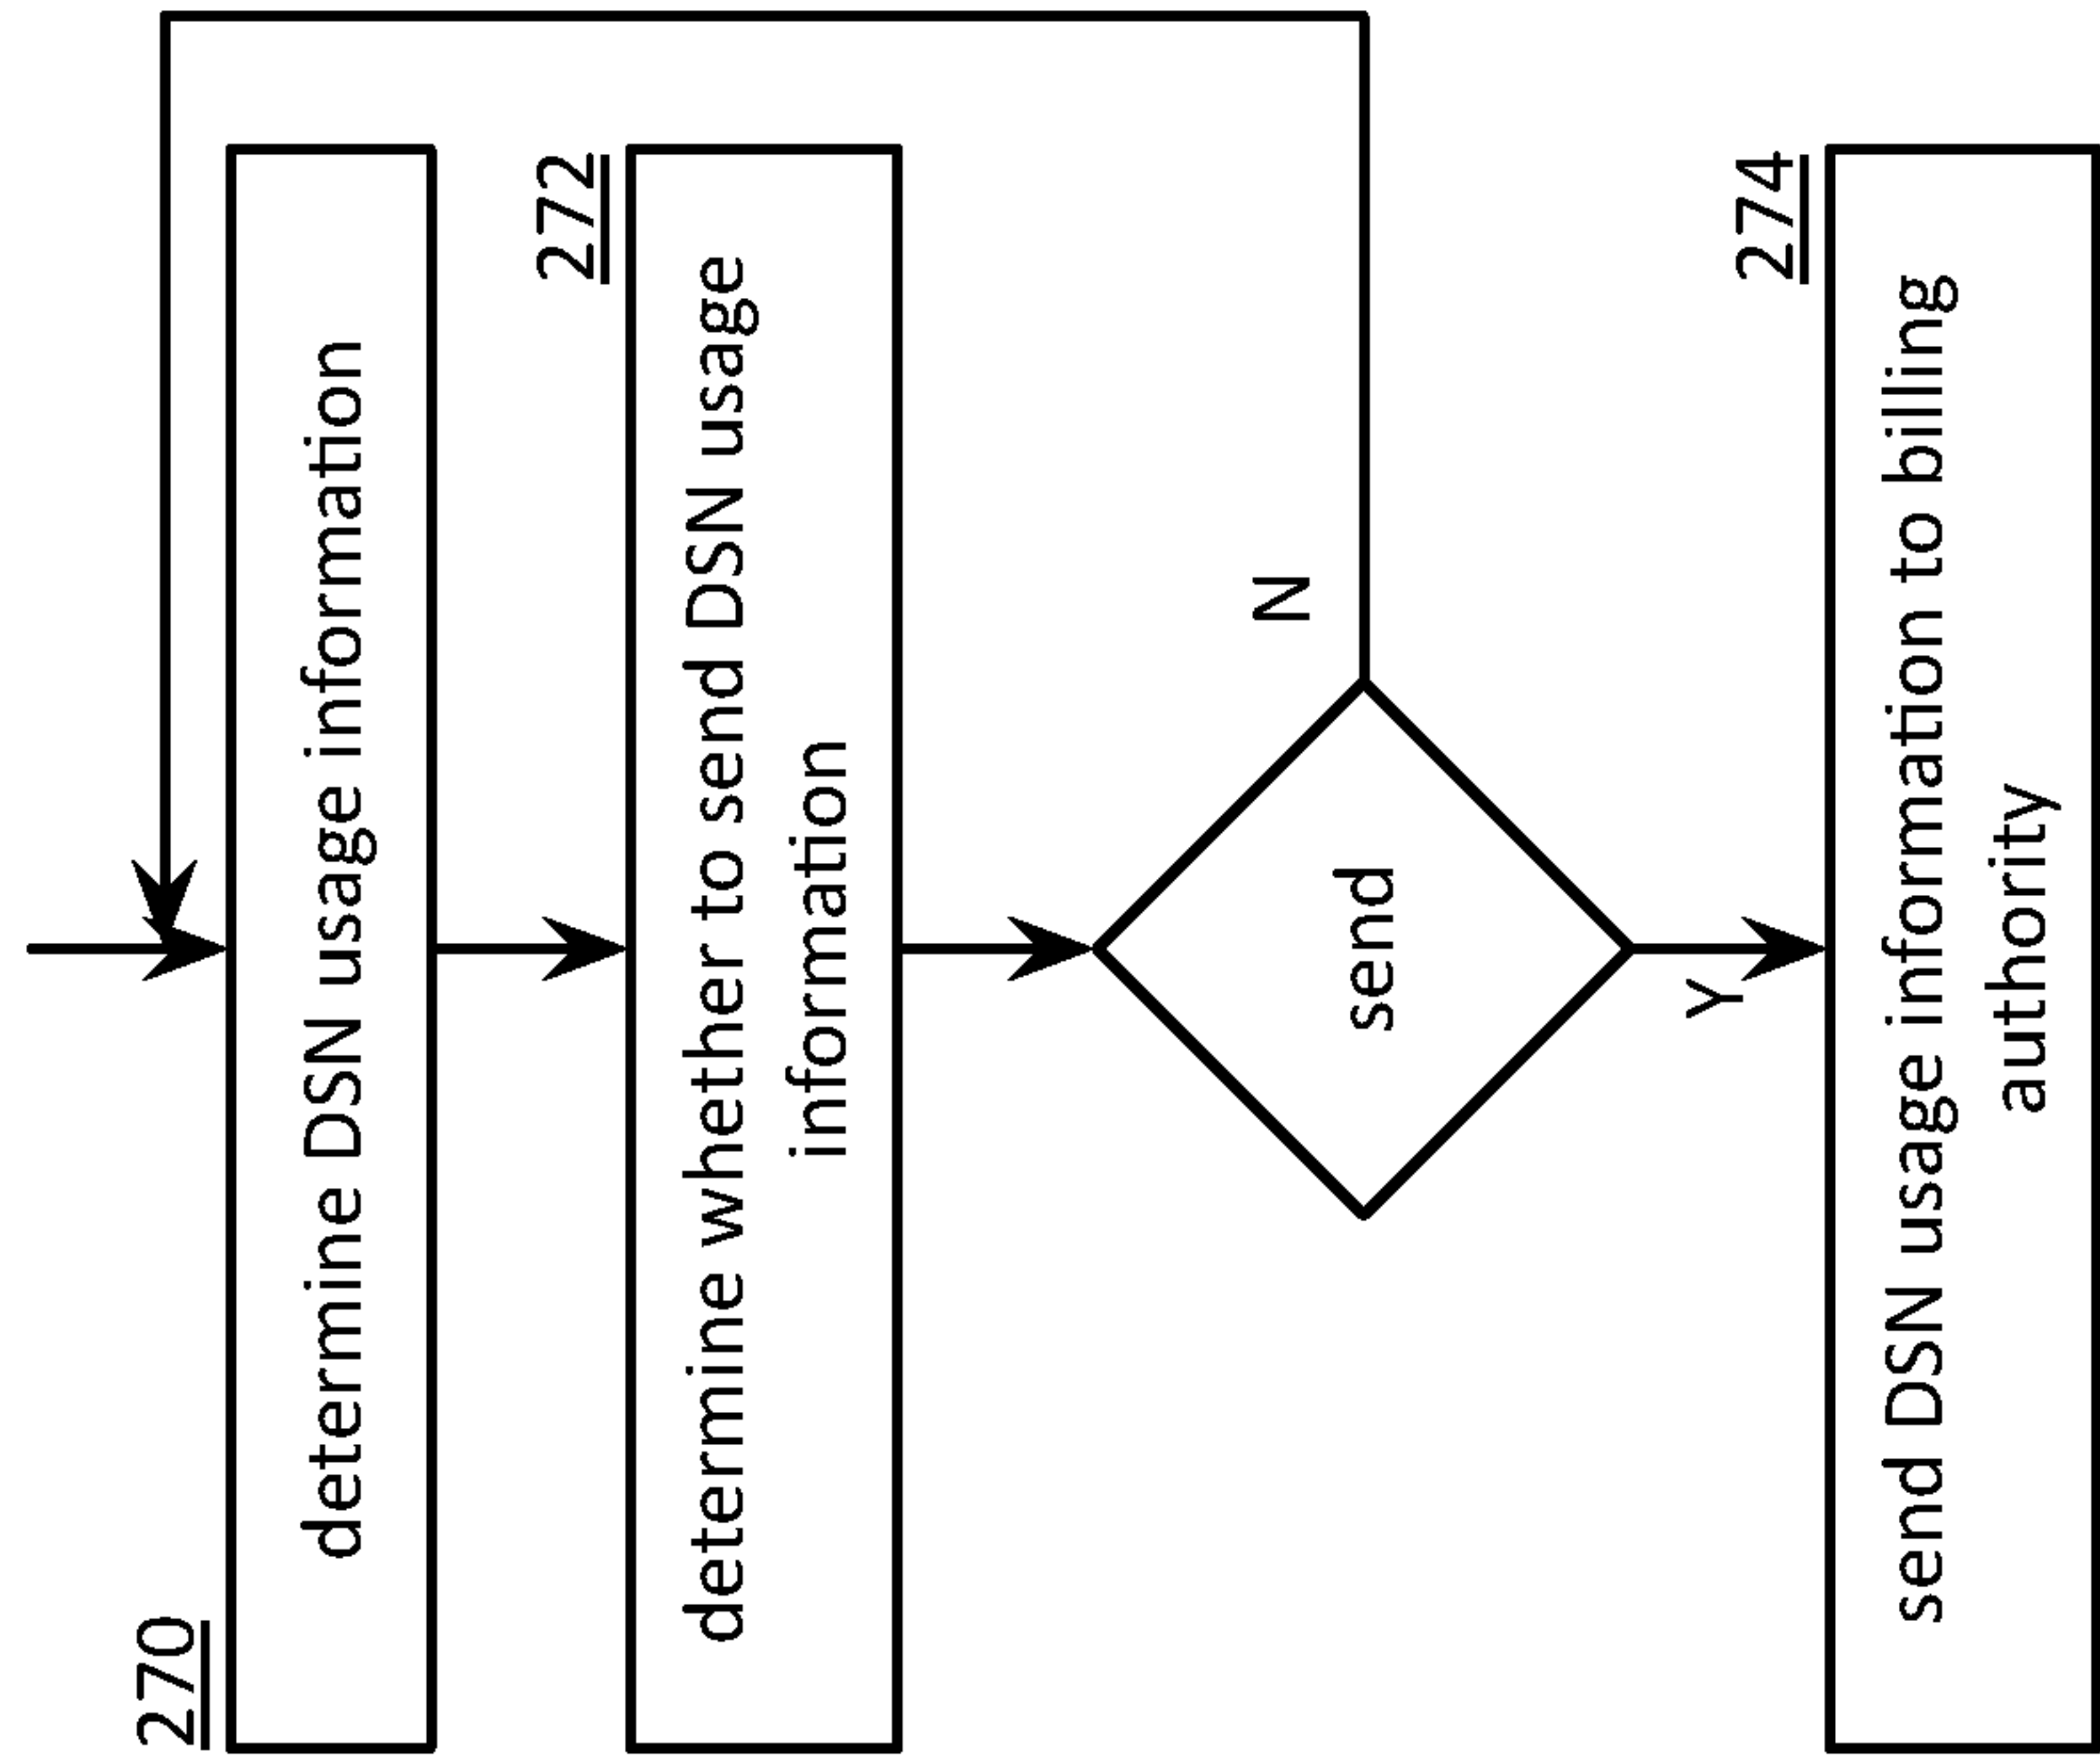 270
determine DSN usage information
272
determine whether to send DSN usage
information
send
N
Y
274
send DSN usage information to billing
authority